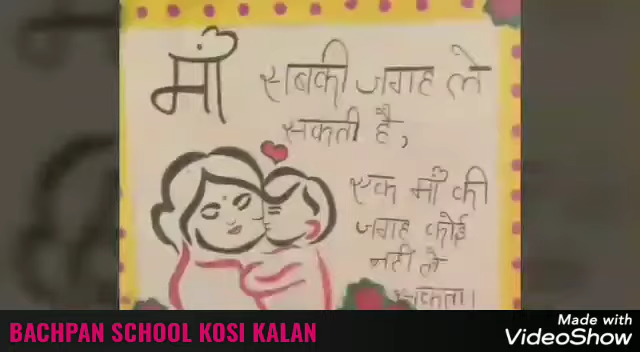 माँ सबकी जगह ले
सकती है,
एक माँ की
जगह कोई
नही ले
सकता।
BACHPAN SCHOOL KOSI KALAN
Made with
VideoShow